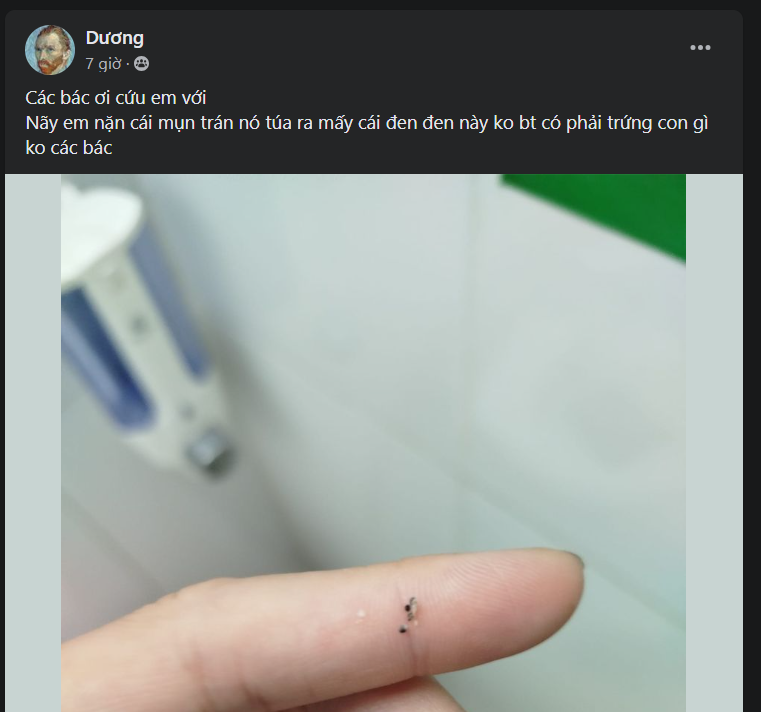 Dương
7 giờ ·
Các bác ơi cứu em với
Nãy em nặn cái mụn trán nó túa ra mấy cái đen đen này ko bt có phải trứng con gì
ko các bác